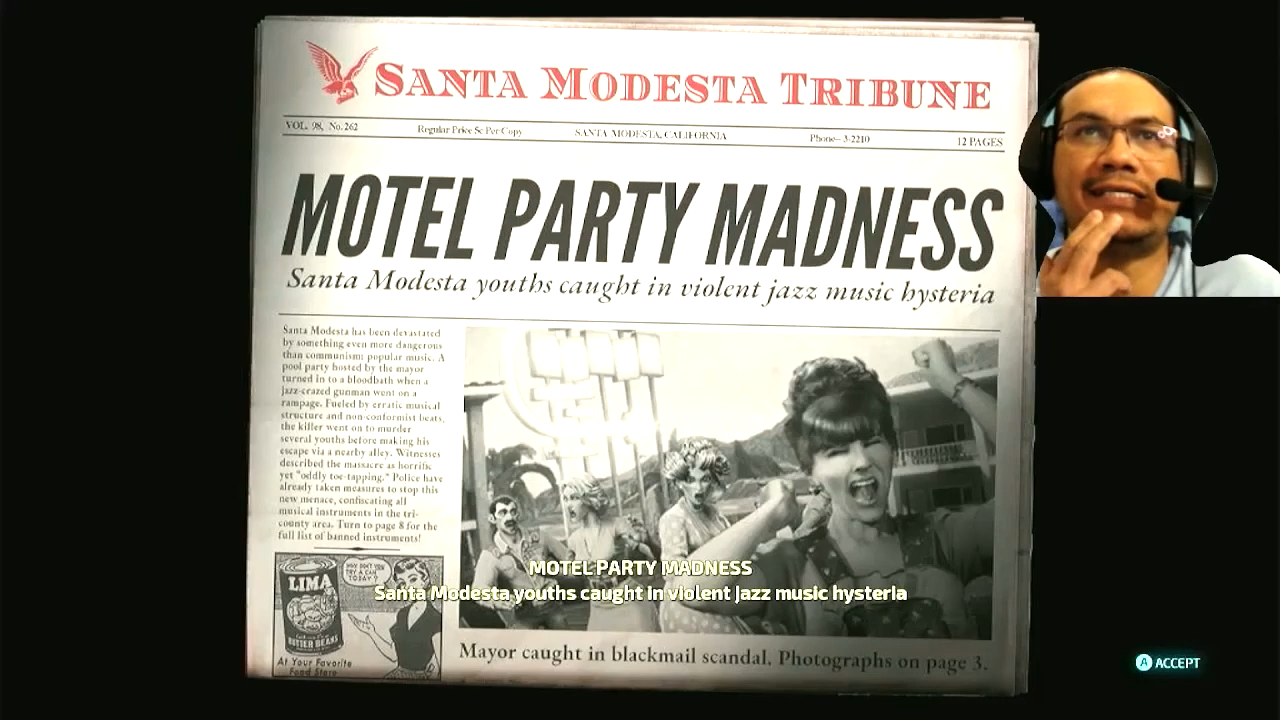 SANTA MODESTA TRIBUNE
VOL. 98, No. 262 Regular Price 5c Per Copy SANTA MODESTA, CALIFORNIA Phone– 3-2210 12 PAGES
MOTEL PARTY MADNESS
Santa Modesta youths caught in violent jazz music hysteria
Santa Modesta has been devastated
by something even more dangerous
than communism: popular music. A
pool party hosted by the mayor
turned in to a bloodbath when a
jazz-crazed gunman went on a
rampage. Fueled by erratic musical
structure and non-conformist beats,
the killer went on to murder
several youths before making his
escape via a nearby alley. Witnesses
described the massacre as horrific
yet "oddly toe-tapping." Police have
already taken measures to stop this
new menace, confiscating all
musical instruments in the tri-
county area. Turn to page 8 for the
full list of banned instruments!
WHY DON'T YOU
TRY A CAN
TODAY?
LIMA
BUTTER BEANS
At Your Favorite
Food Store
MOTEL PARTY MADNESS
Santa Modesta youths caught in violent jazz music hysteria
Mayor caught in blackmail scandal. Photographs on page 3.
A ACCEPT